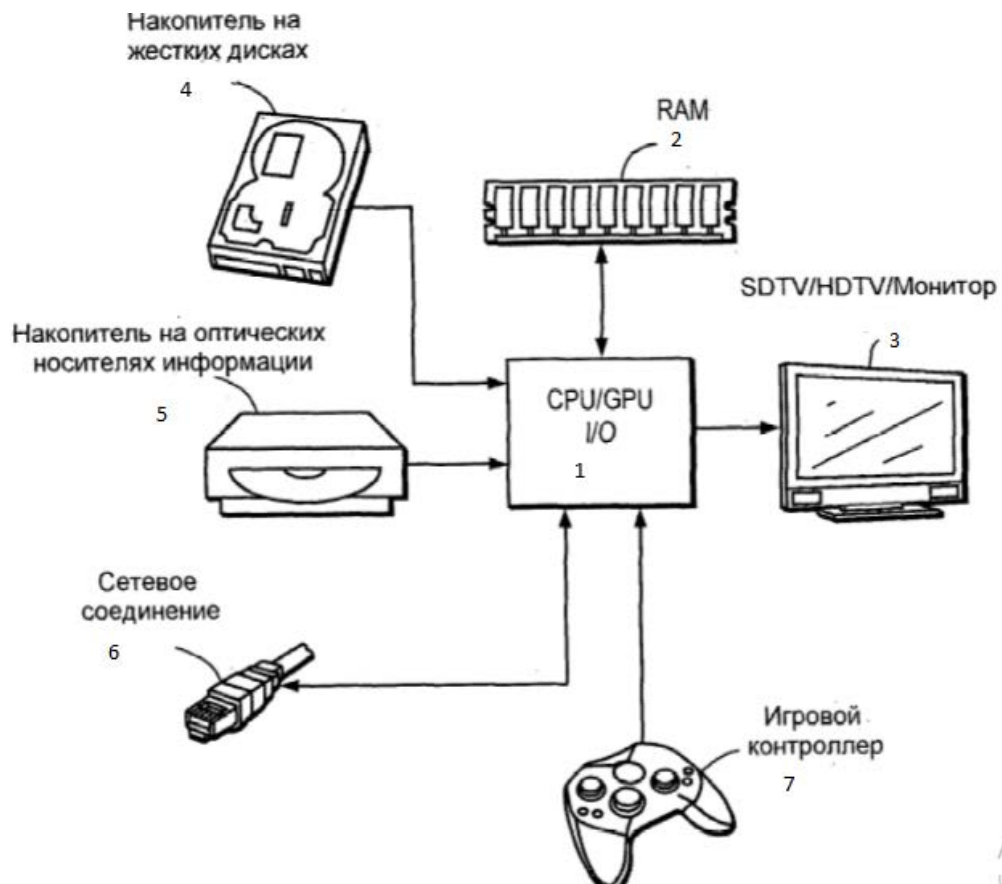 Накопитель на
жестких дисках
4
RAM
2
SDTV/HDTV/Монитор
3
Накопитель на оптических
носителях информации
5
CPU/GPU
I/O
1
Сетевое
соединение
6
Игровой
контроллер
7